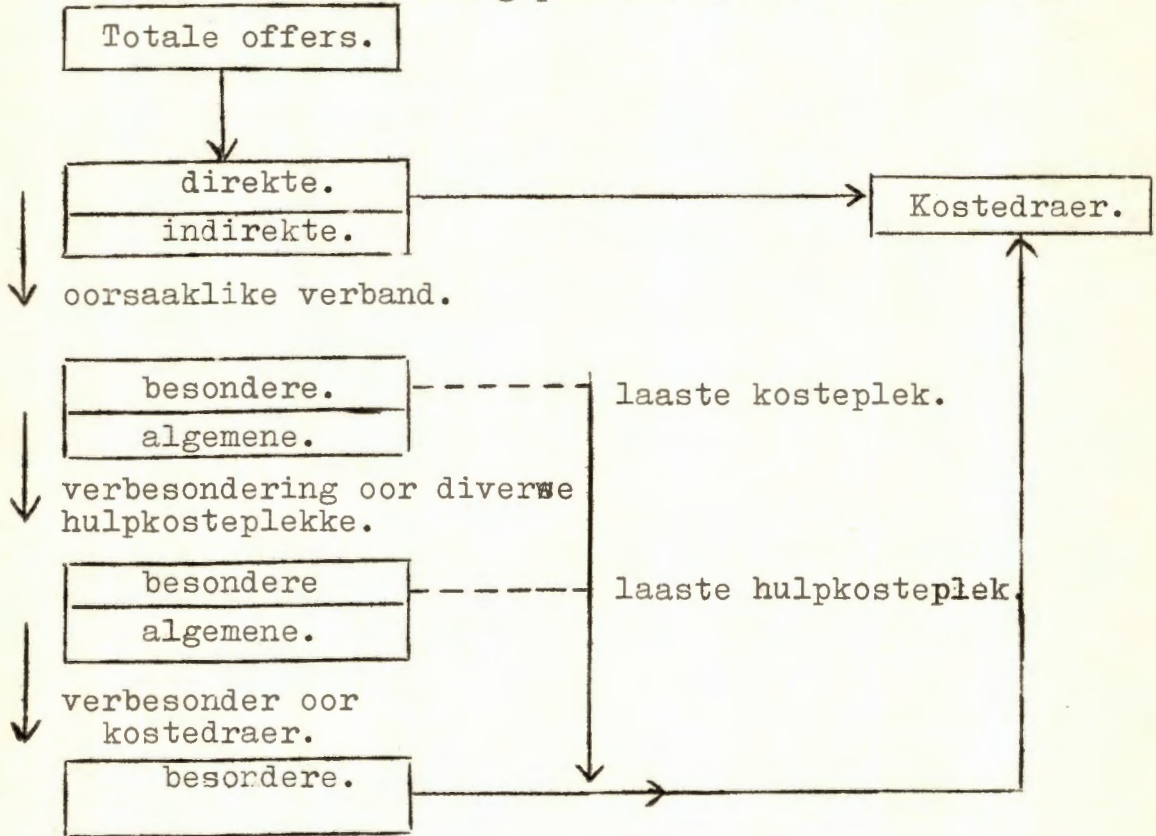 Totale offers.
direkte.
indirekte.
Kostedraer.
oorsaaklike verband.
besondere.
algemene.
laaste kosteplek.
verbesondering oor diverse
hulpkosteplekke.
besondere
algemene.
laaste hulpkosteplek.
verbesonder oor
kostedraer.
besordere.